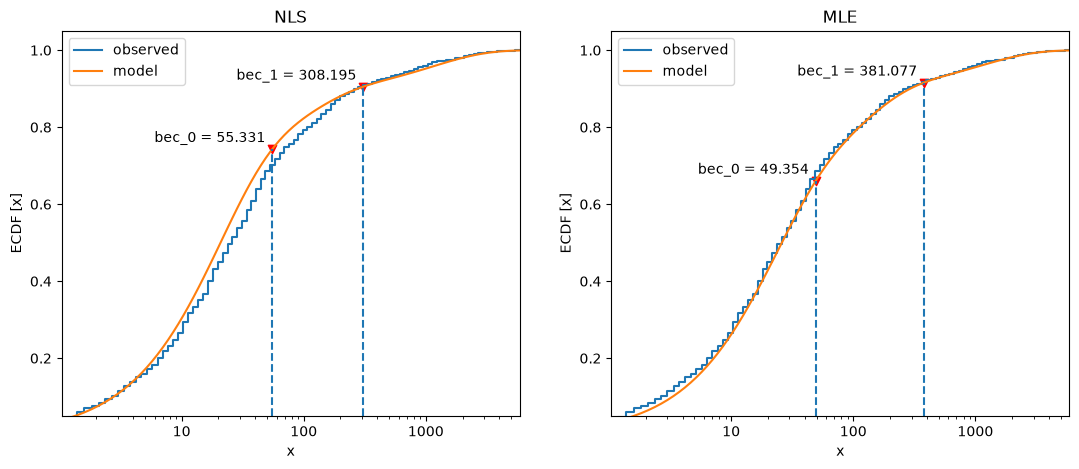 NLS
observed
model
bec_1 = 308.195
bec_0 = 55.331
1.0
0.8
0.6
0.4
0.2
ECDF [x]
10
100
1000
x
MLE
observed
model
bec_1 = 381.077
bec_0 = 49.354
1.0
0.8
0.6
0.4
0.2
ECDF [x]
10
100
1000
x